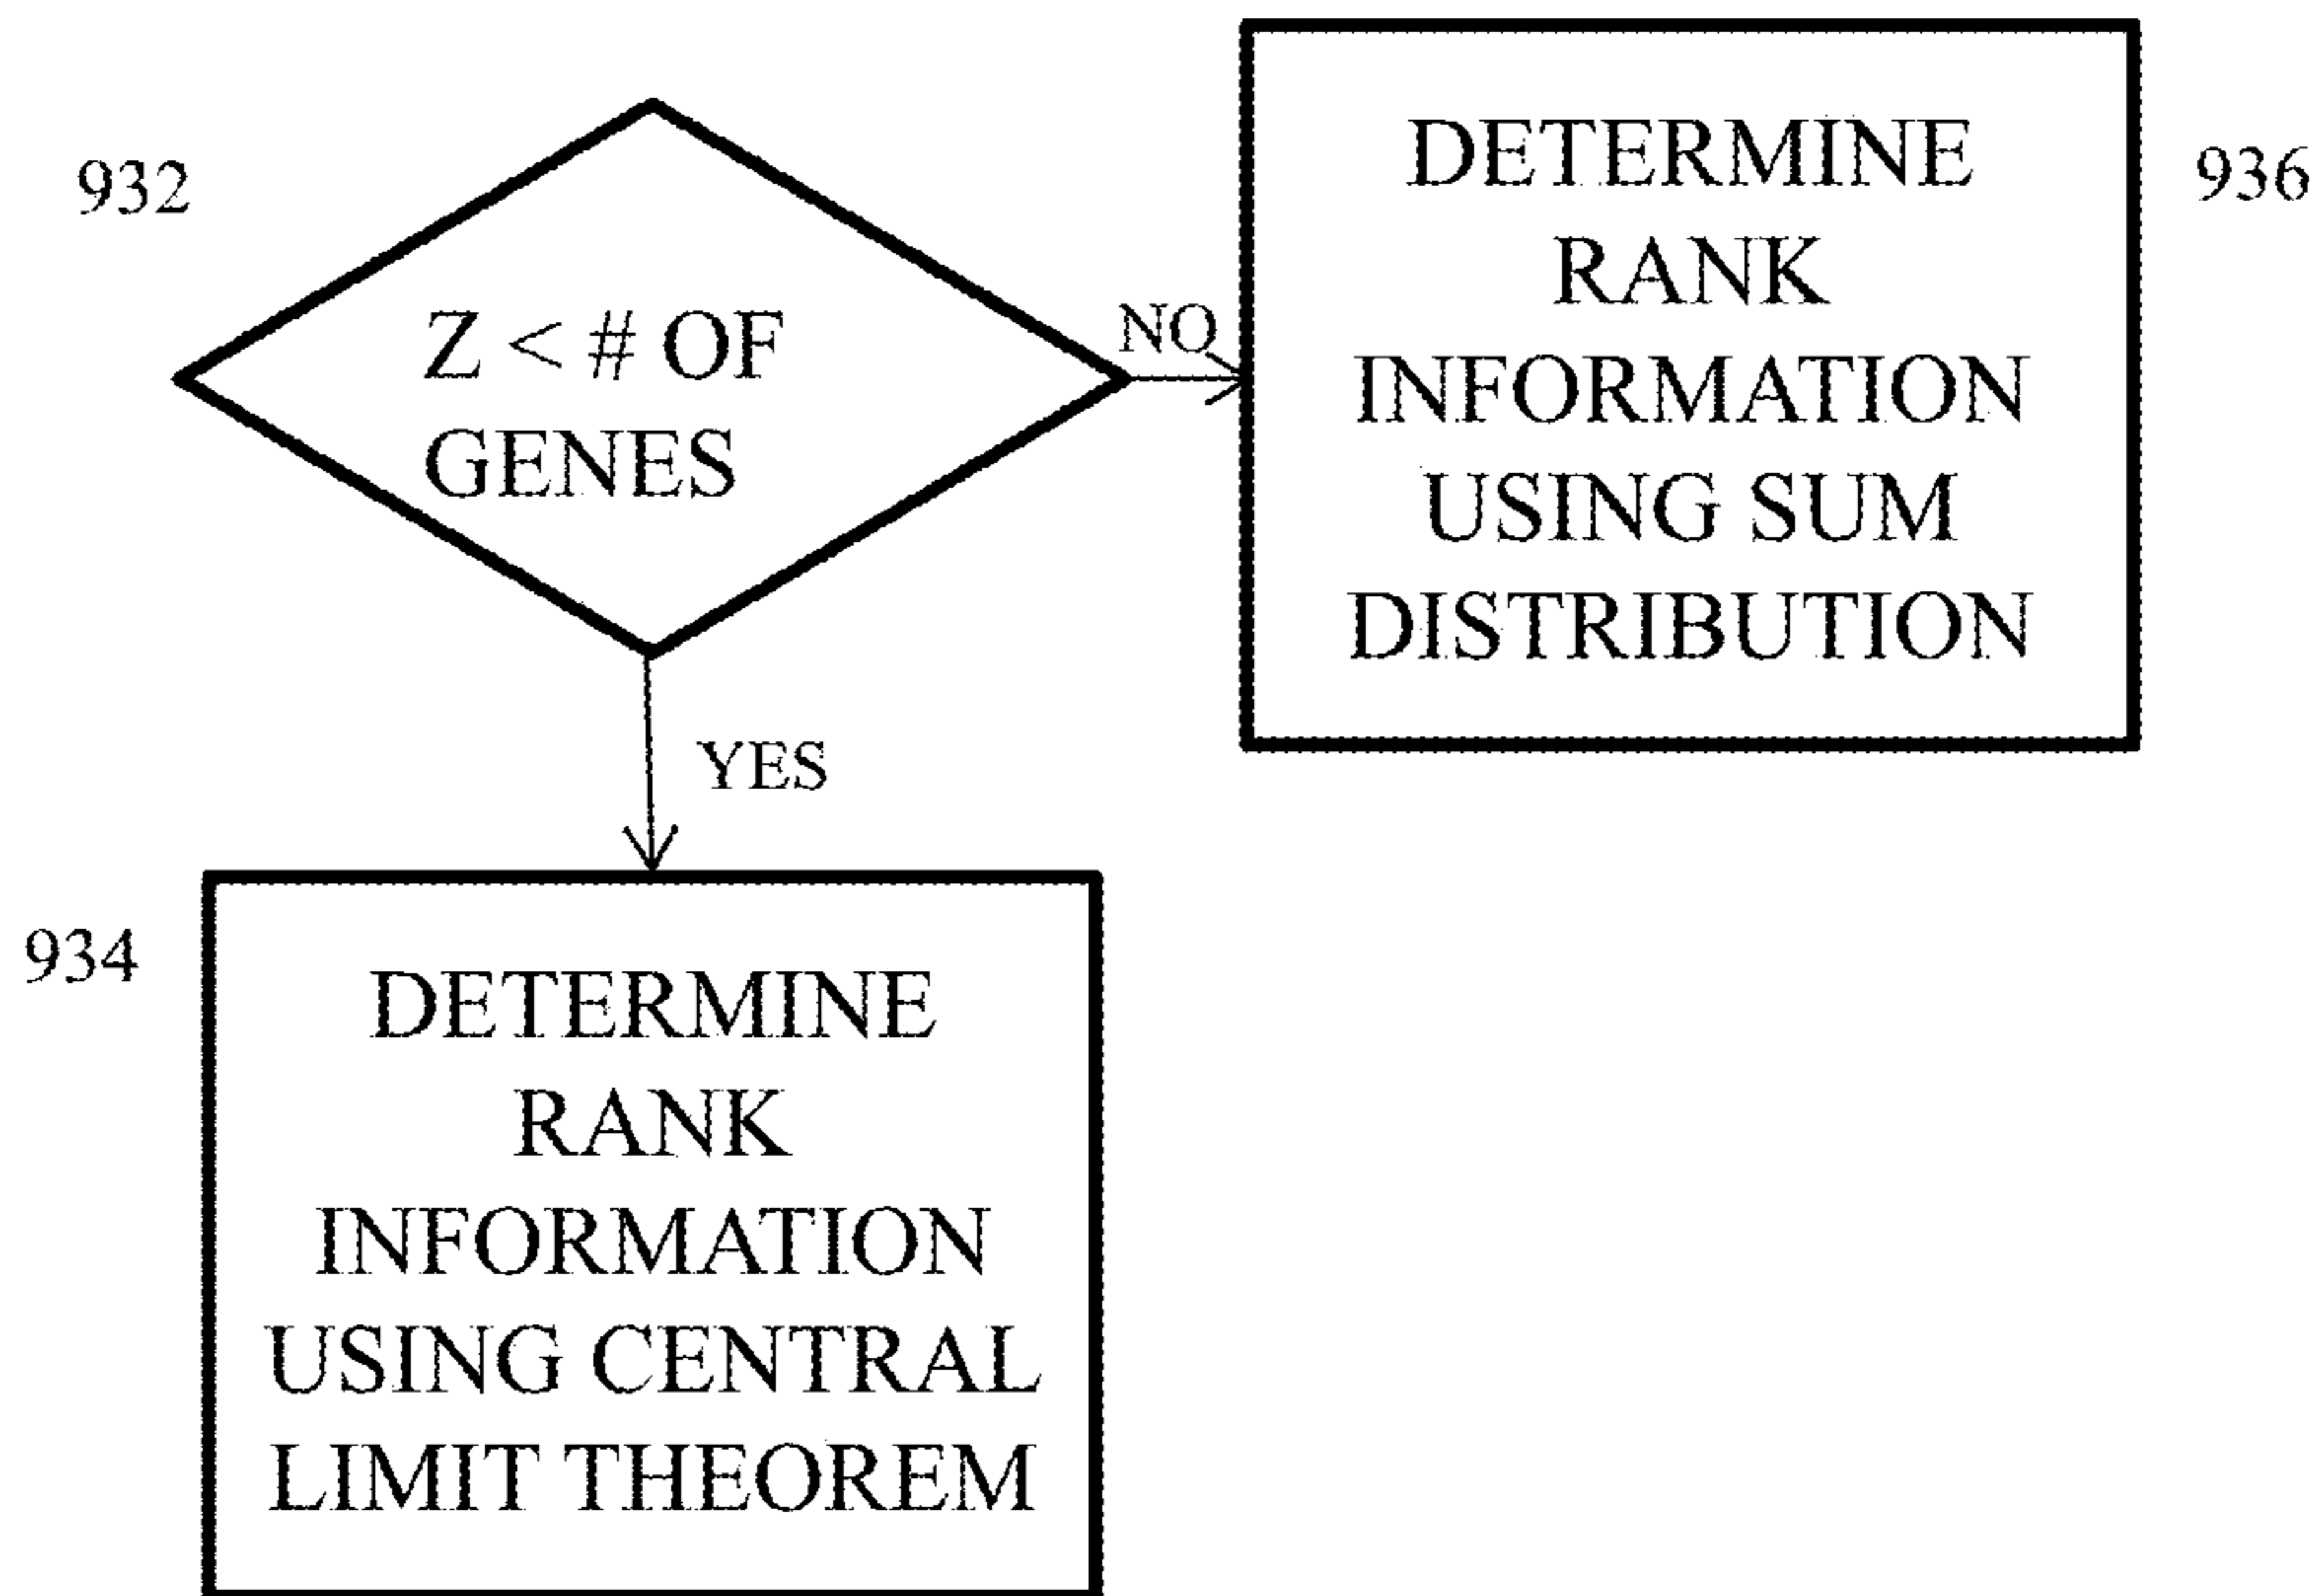 932
Z < # OF
GENES
NO
DETERMINE
RANK
INFORMATION
USING SUM
DISTRIBUTION
936
YES
934
DETERMINE
RANK
INFORMATION
USING CENTRAL
LIMIT THEOREM